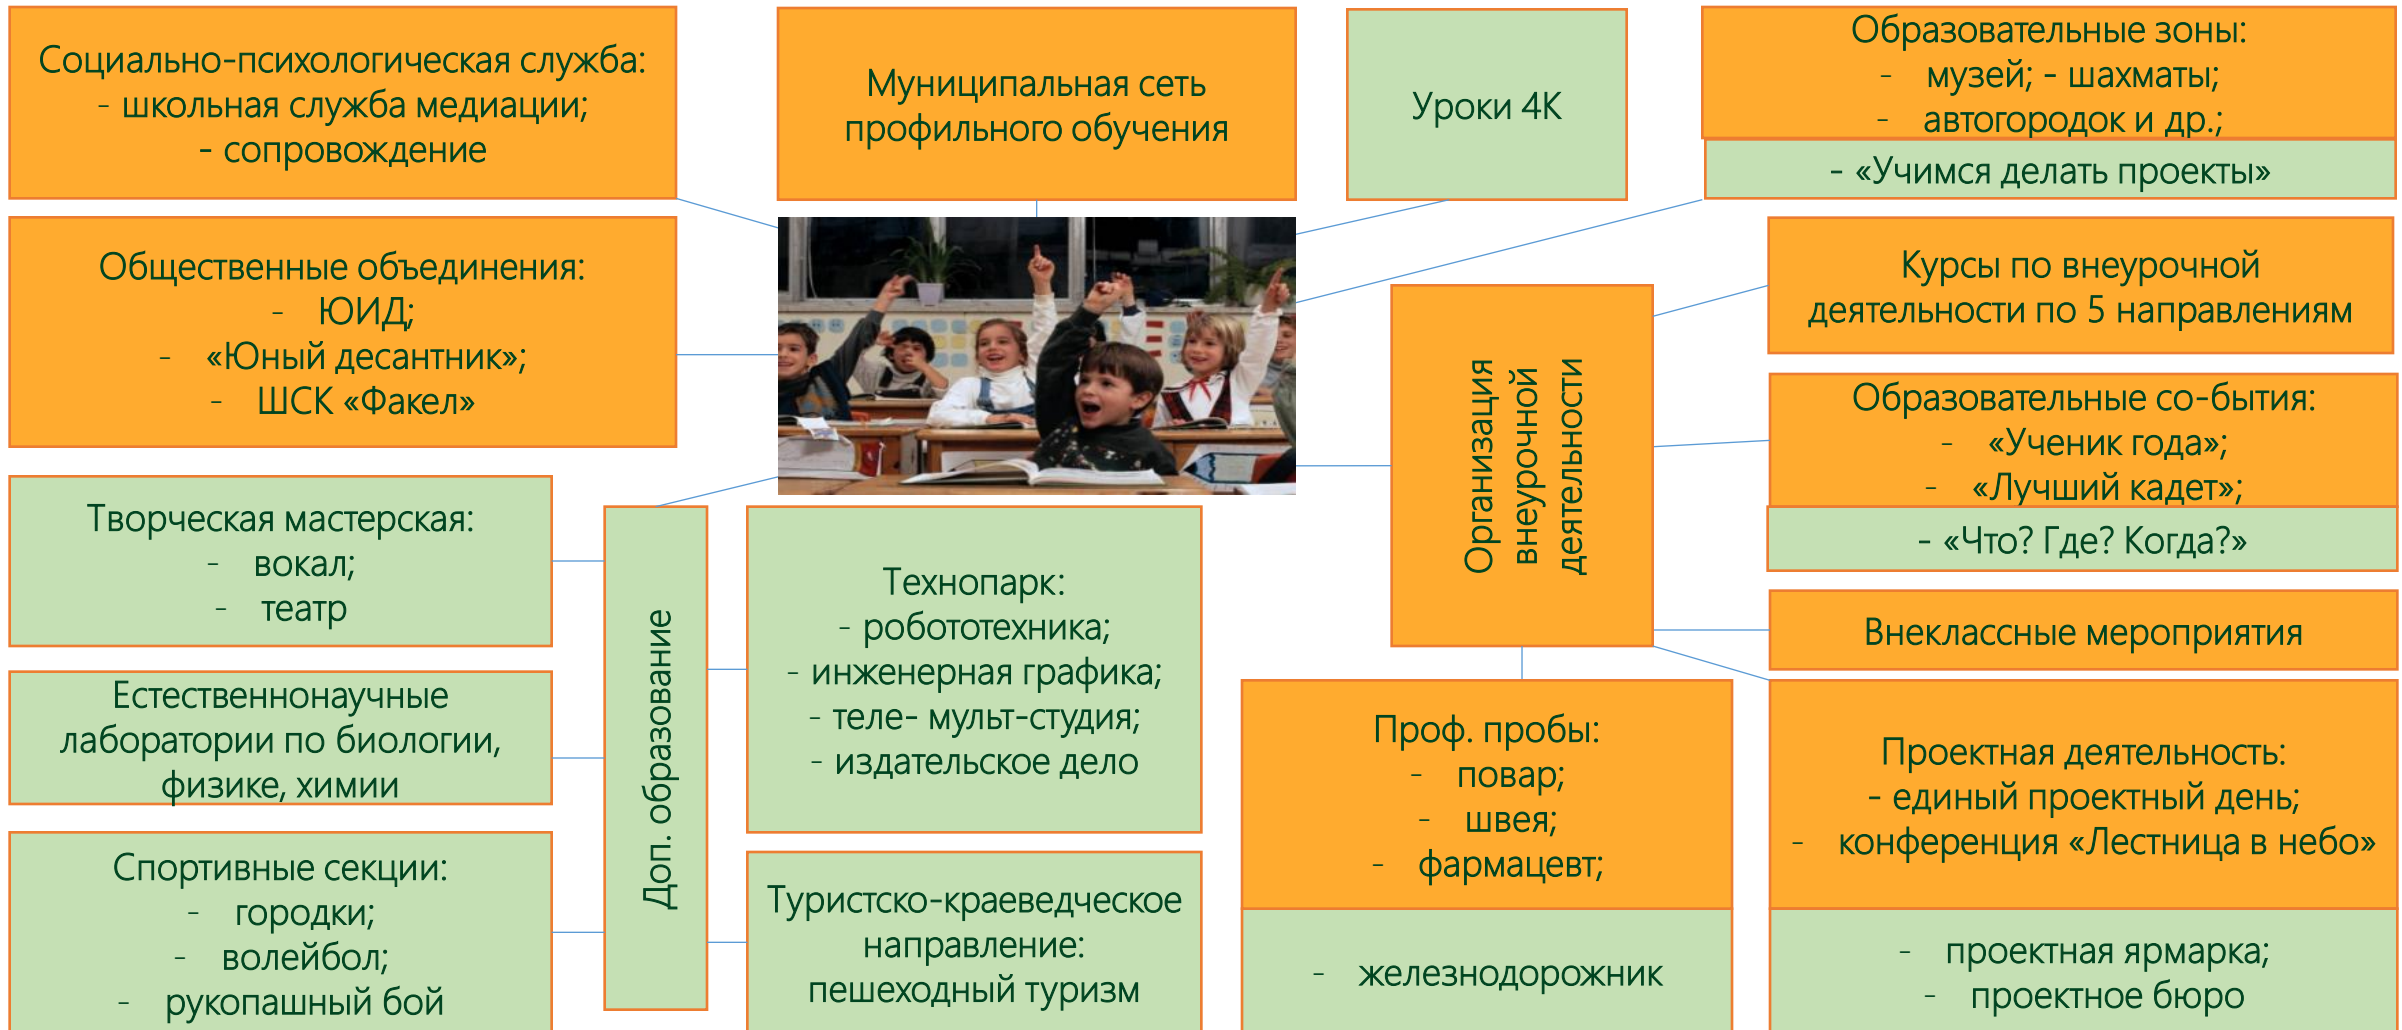 Социально-психологическая служба:
- школьная служба медиации;
- сопровождение
Муниципальная сеть
профильного обучения
Уроки 4К
Образовательные зоны:
- музей; - шахматы;
- автогородок и др.;
- «Учимся делать проекты»
Общественные объединения:
- ЮИД;
- «Юный десантник»;
- ШСК «Факел»
Организация
внеурочной
деятельности
Курсы по внеурочной
деятельности по 5 направлениям
Образовательные со-бытия:
- «Ученик года»;
- «Лучший кадет»;
- «Что? Где? Когда?»
Внеклассные мероприятия
Проектная деятельность:
- единый проектный день;
- конференция «Лестница в небо»
- проектная ярмарка;
- проектное бюро
Проф. пробы:
- повар;
- швея;
- фармацевт;
- железнодорожник
Доп. образование
Творческая мастерская:
- вокал;
- театр
Естественнонаучные
лаборатории по биологии,
физике, химии
Спортивные секции:
- городки;
- волейбол;
- рукопашный бой
Технопарк:
- робототехника;
- инженерная графика;
- теле- мульт-студия;
- издательское дело
Туристско-краеведческое
направление:
пешеходный туризм